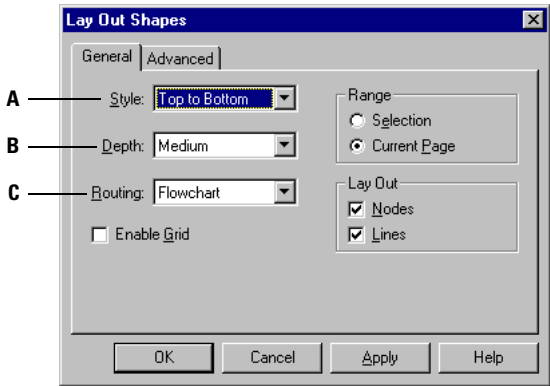 Lay Out Shapes
General Advanced
A Style: Top to Bottom
B Depth: Medium
C Routing: Flowchart
Enable Grid
Range
Selection
Current Page
Lay Out
Nodes
Lines
OK Cancel Apply Help